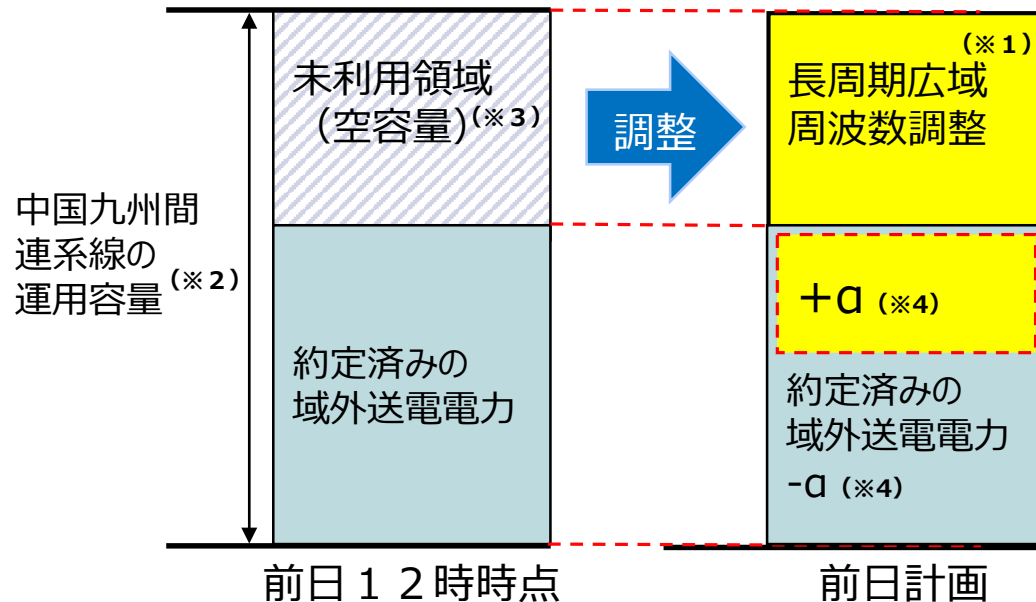 中国九州間
連系線の
運用容量(※2)
未利用領域
(空容量)(※3)
約定済みの
域外送電電力
前日12時時点
調整
(※1)
長周期広域
周波数調整
+α (※4)
約定済みの
域外送電電力
-α (※4)
前日計画